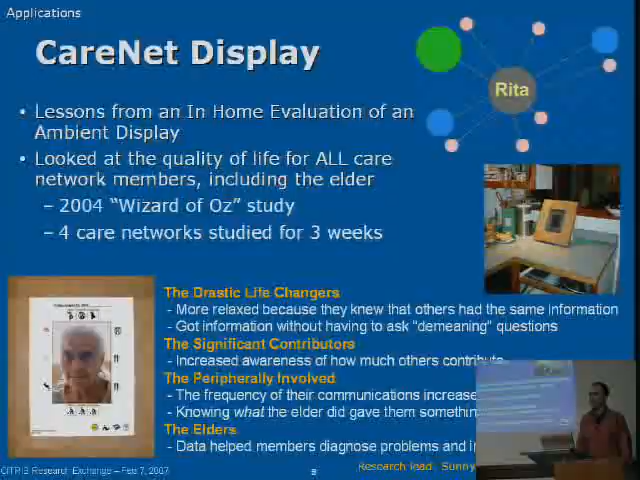 Applications
CareNet Display
Rita
• Lessons from an In Home Evaluation of an
Ambient Display
• Looked at the quality of life for ALL care
network members, including the elder
– 2004 “Wizard of Oz” study
– 4 care networks studied for 3 weeks
The Drastic Life Changers
- More relaxed because they knew that others had the same information
- Got information without having to ask “demeaning” questions
The Significant Contributors
- Increased awareness of how much others contribute
The Peripherally Involved
- The frequency of their communications increase
- Knowing what the elder did gave them somethin
The Elders
- Data helped members diagnose problems and i
CITRIS Research Exchange – Feb 7, 2007
Research lead: Sunny